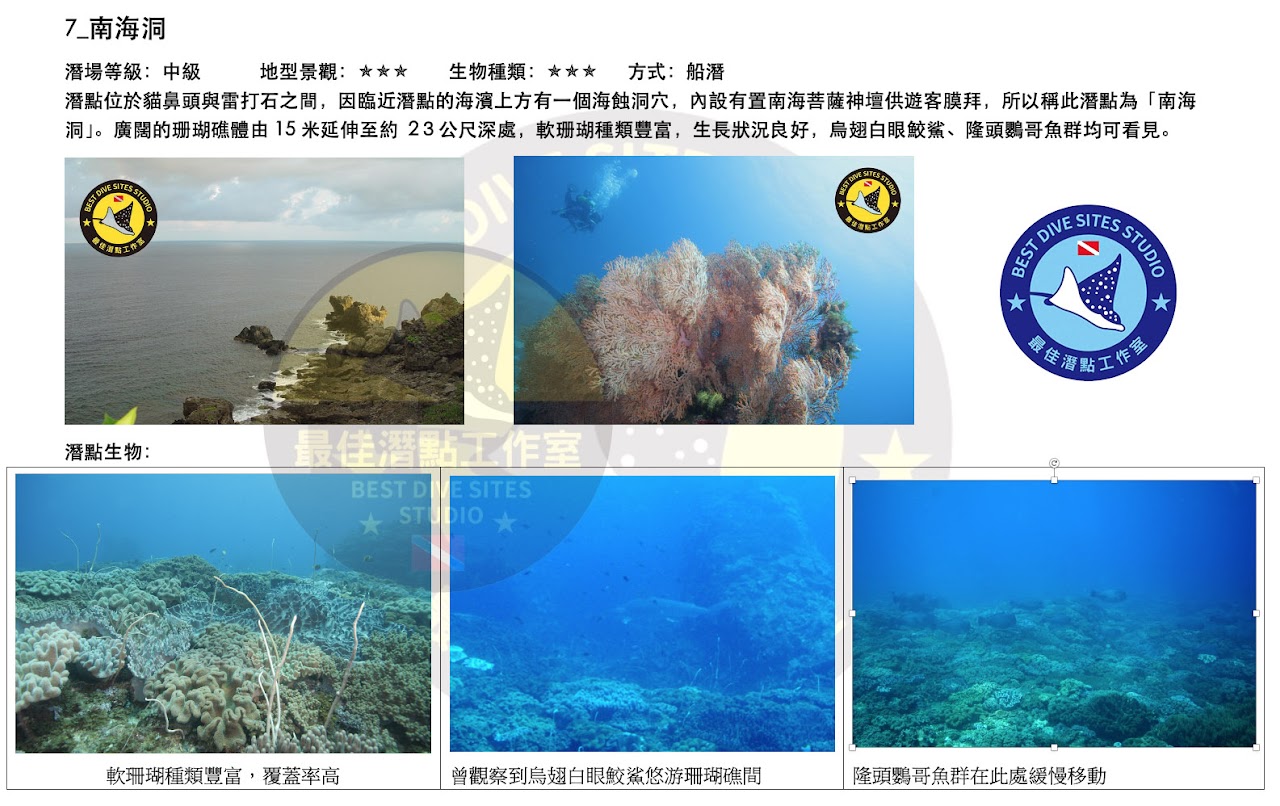 7_南海洞
潛場等級：中級 地型景觀：★★★ 生物種類：★★★ 方式：船潛
潛點位於貓鼻頭與雷打石之間，因臨近潛點的海濱上方有一個海蝕洞穴，內設有置南海菩薩神壇供遊客膜拜，所以稱此潛點為「南海
洞」。廣闊的珊瑚礁體由 15 米延伸至約 23公尺深處，軟珊瑚種類豐富，生長狀況良好，烏翅白眼鮫鯊、隆頭鸚哥魚群均可看見。
BEST DIVE SITES STUDIO
最佳潛點工作室
BEST DIVE SITES STUDIO
最佳潛點工作室
BEST DIVE SITES STUDIO
最佳潛點工作室
潛點生物：
最佳潛點工作室
BEST DIVE SITES
STUDIO
軟珊瑚種類豐富，覆蓋率高
曾觀察到烏翅白眼鮫鯊悠游珊瑚礁間
隆頭鸚哥魚群在此處緩慢移動